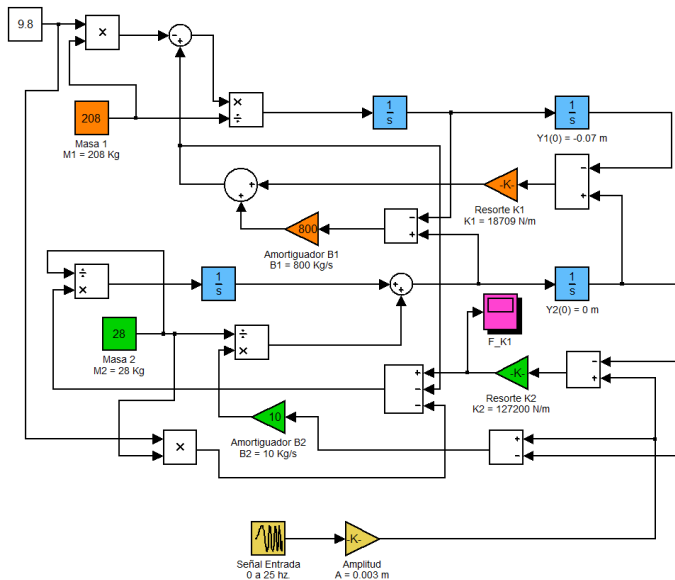 9.8
×
-
+
208
Masa 1
M1 = 208 Kg
×
÷
1
s
1
s
Y1(0) = -0.07 m
+
+
-K-
Resorte K1
K1 = 18709 N/m
-
+
800
Amortiguador B1
B1 = 800 Kg/s
-
+
÷
×
1
s
+
+
1
s
Y2(0) = 0 m
28
Masa 2
M2 = 28 Kg
÷
×
F_K1
+
-
-
-K-
Resorte K2
K2 = 127200 N/m
-
+
10
Amortiguador B2
B2 = 10 Kg/s
+
-
×
Señal Entrada
0 a 25 hz.
-K-
Amplitud
A = 0.003 m